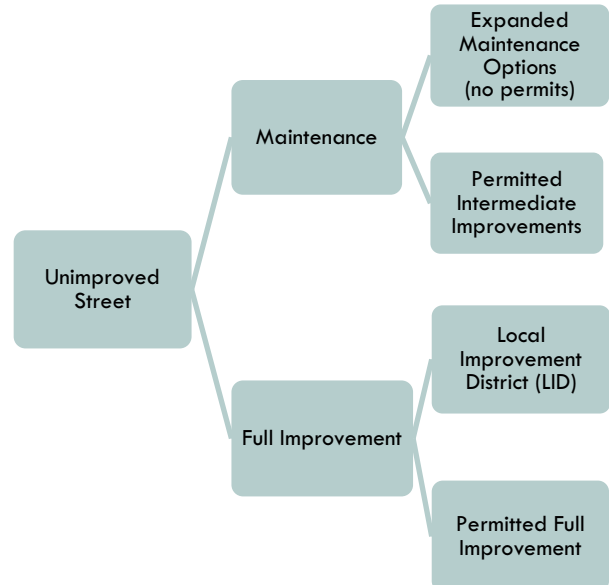 Expanded
Maintenance
Options
(no permits)
Maintenance
Permitted
Intermediate
Improvements
Unimproved
Street
Local
Improvement
District (LID)
Full Improvement
Permitted Full
Improvement